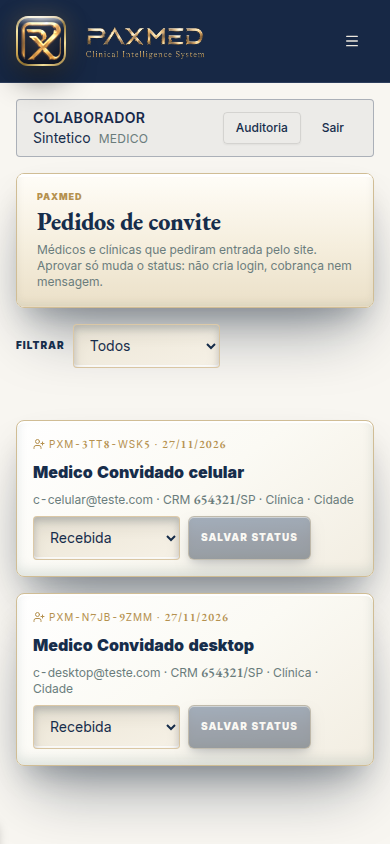 PAXMED
Clinical Intelligence System
COLABORADOR
Sintetico MEDICO
Auditoria
Sair
PAXMED
Pedidos de convite
Médicos e clínicas que pediram entrada pelo site.
Aprovar só muda o status: não cria login, cobrança nem
mensagem.
FILTRAR
Todos
PXM-3TT8-WSK5 · 27/11/2026
Medico Convidado celular
c-celular@teste.com · CRM 654321/SP · Clínica · Cidade
Recebida
SALVAR STATUS
PXM-N7JB-9ZMM · 27/11/2026
Medico Convidado desktop
c-desktop@teste.com · CRM 654321/SP · Clínica ·
Cidade
Recebida
SALVAR STATUS